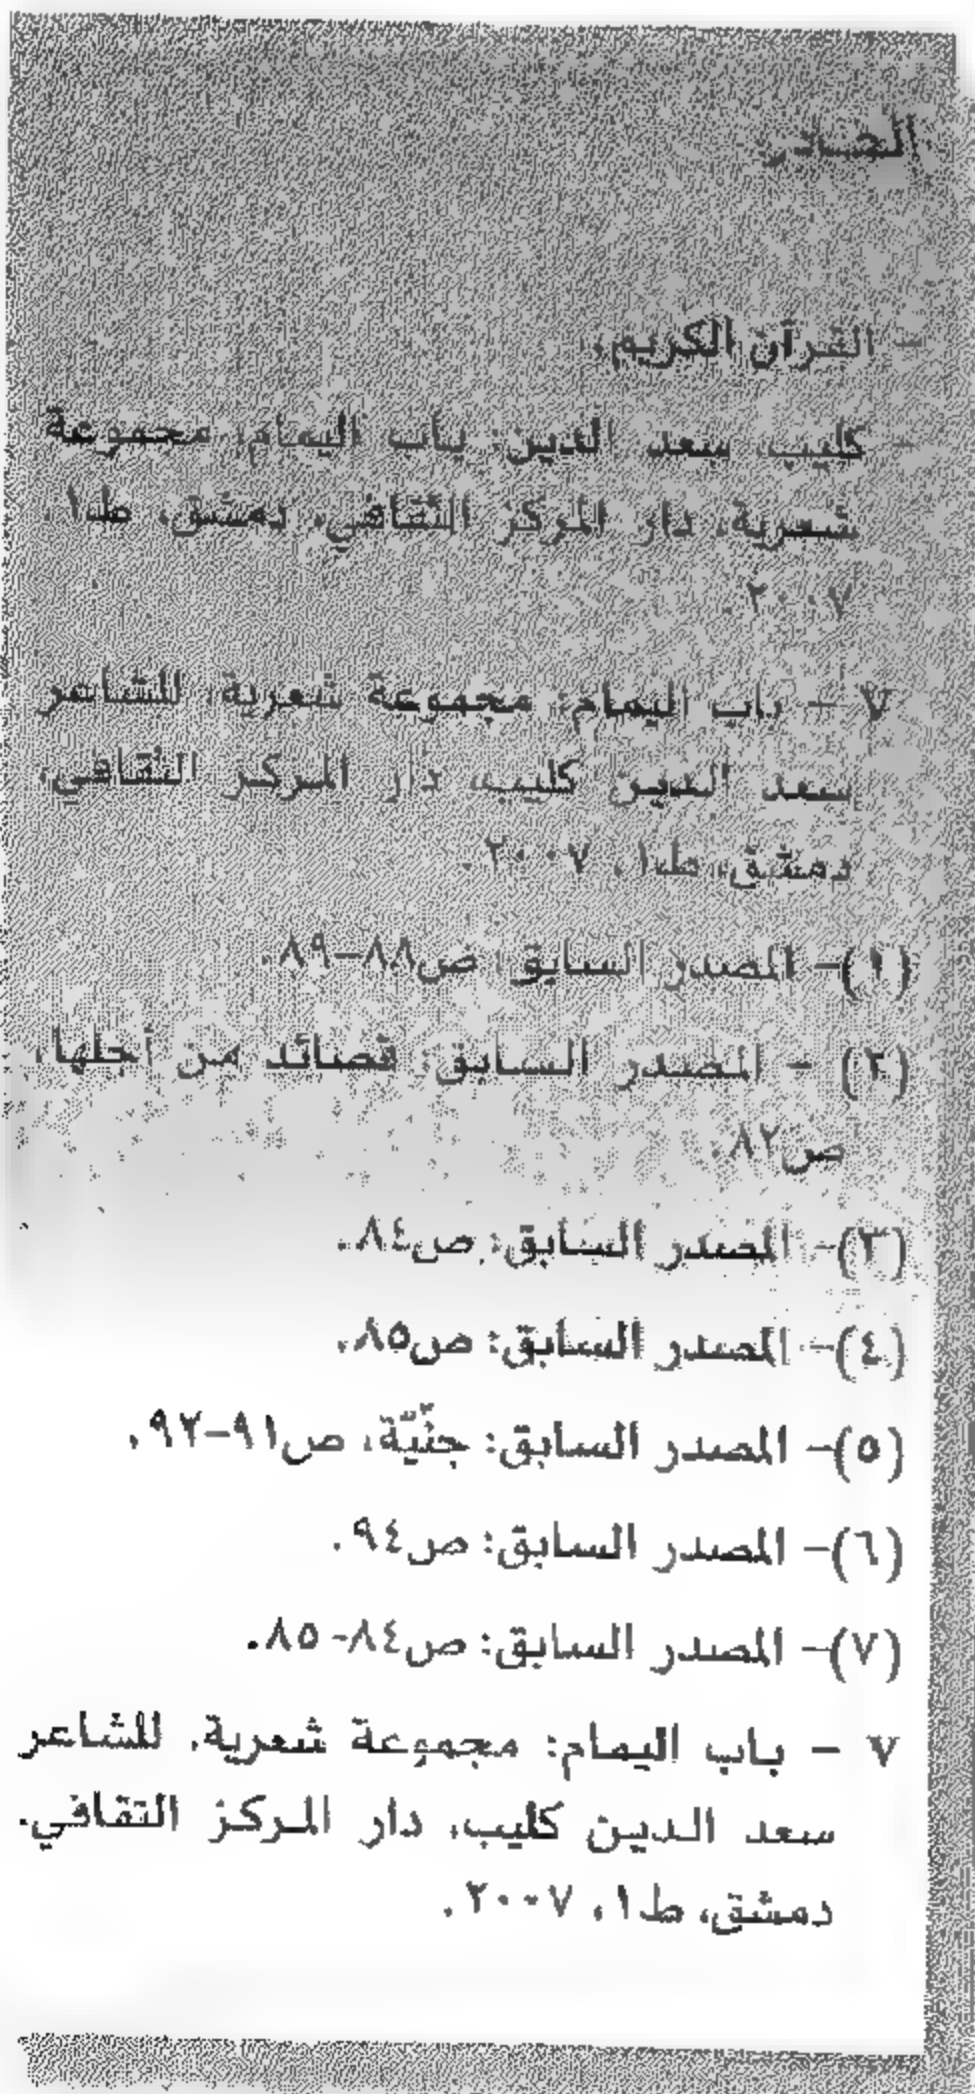 المصادر
- القرآن الكريم.
- كليب، سعد الدين: باب اليمام، مجموعة
شعرية، دار المركز الثقافي، دمشق، ط١،
٢٠٠٧.
٧ – باب اليمام: مجموعة شعرية، للشاعر
سعد الدين كليب، دار المركز الثقافي،
دمشق، ط١، ٢٠٠٧.
(١)– المصدر السابق: ص٨٨–٨٩.
(٢) – المصدر السابق: قصائد من أجلها،
ص٨٢.
(٣)– المصدر السابق: ص٨٤.
(٤)– المصدر السابق: ص٨٥.
(٥)– المصدر السابق: جنّيّة، ص٩١–٩٢.
(٦)– المصدر السابق: ص٩٤.
(٧)– المصدر السابق: ص٨٤-٨٥.
٧ – باب اليمام: مجموعة شعرية، للشاعر
سعد الدين كليب، دار المركز الثقافي،
دمشق، ط١، ٢٠٠٧.